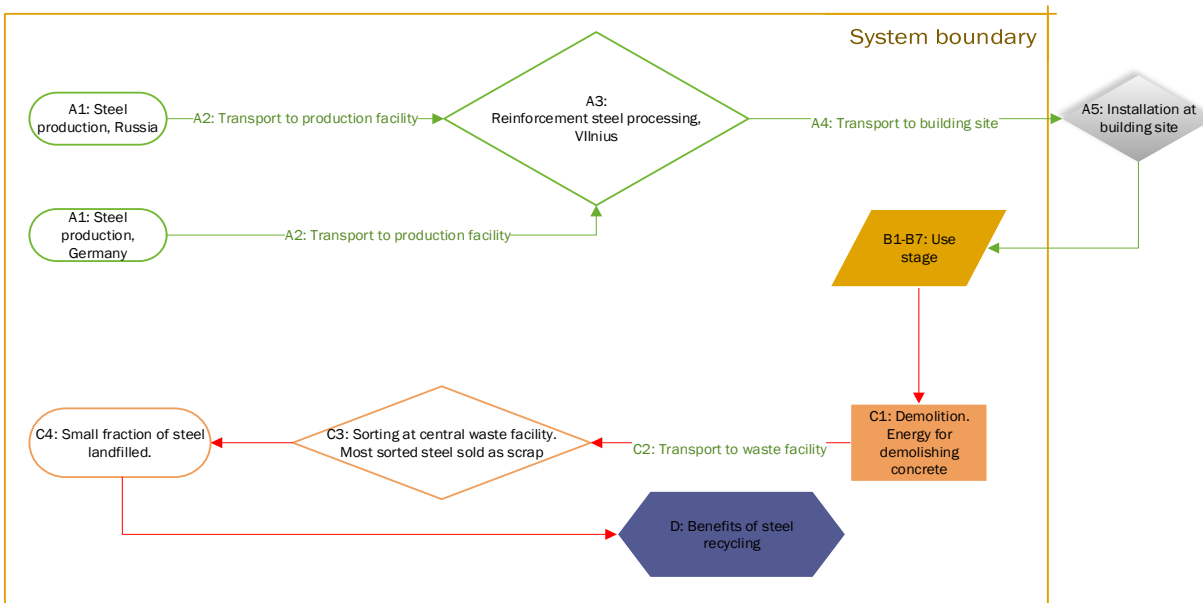 System boundary
A1: Steel
production, Russia
A2: Transport to production facility
A3:
Reinforcement steel processing,
VIlnius
A4: Transport to building site
A5: Installation at
building site
A1: Steel
production,
Germany
A2: Transport to production facility
B1-B7: Use
stage
C4: Small fraction of steel
landfilled.
C3: Sorting at central waste facility.
Most sorted steel sold as scrap
C2: Transport to waste facility
C1: Demolition.
Energy for
demolishing
concrete
D: Benefits of steel
recycling